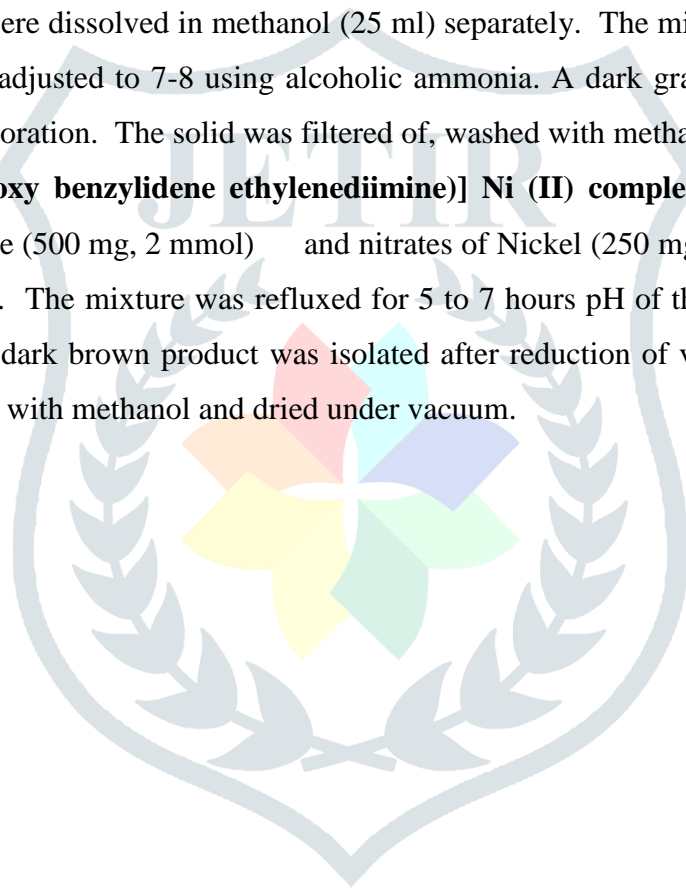 ere dissolved in methanol (25 ml) separately. The mi
adjusted to 7-8 using alcoholic ammonia. A dark gra
oration. The solid was filtered of, washed with metha
oxy benzylidene ethylenediimine)] Ni (II) comple
e (500 mg, 2 mmol) and nitrates of Nickel (250 mg
. The mixture was refluxed for 5 to 7 hours pH of th
dark brown product was isolated after reduction of v
with methanol and dried under vacuum.
JETIR